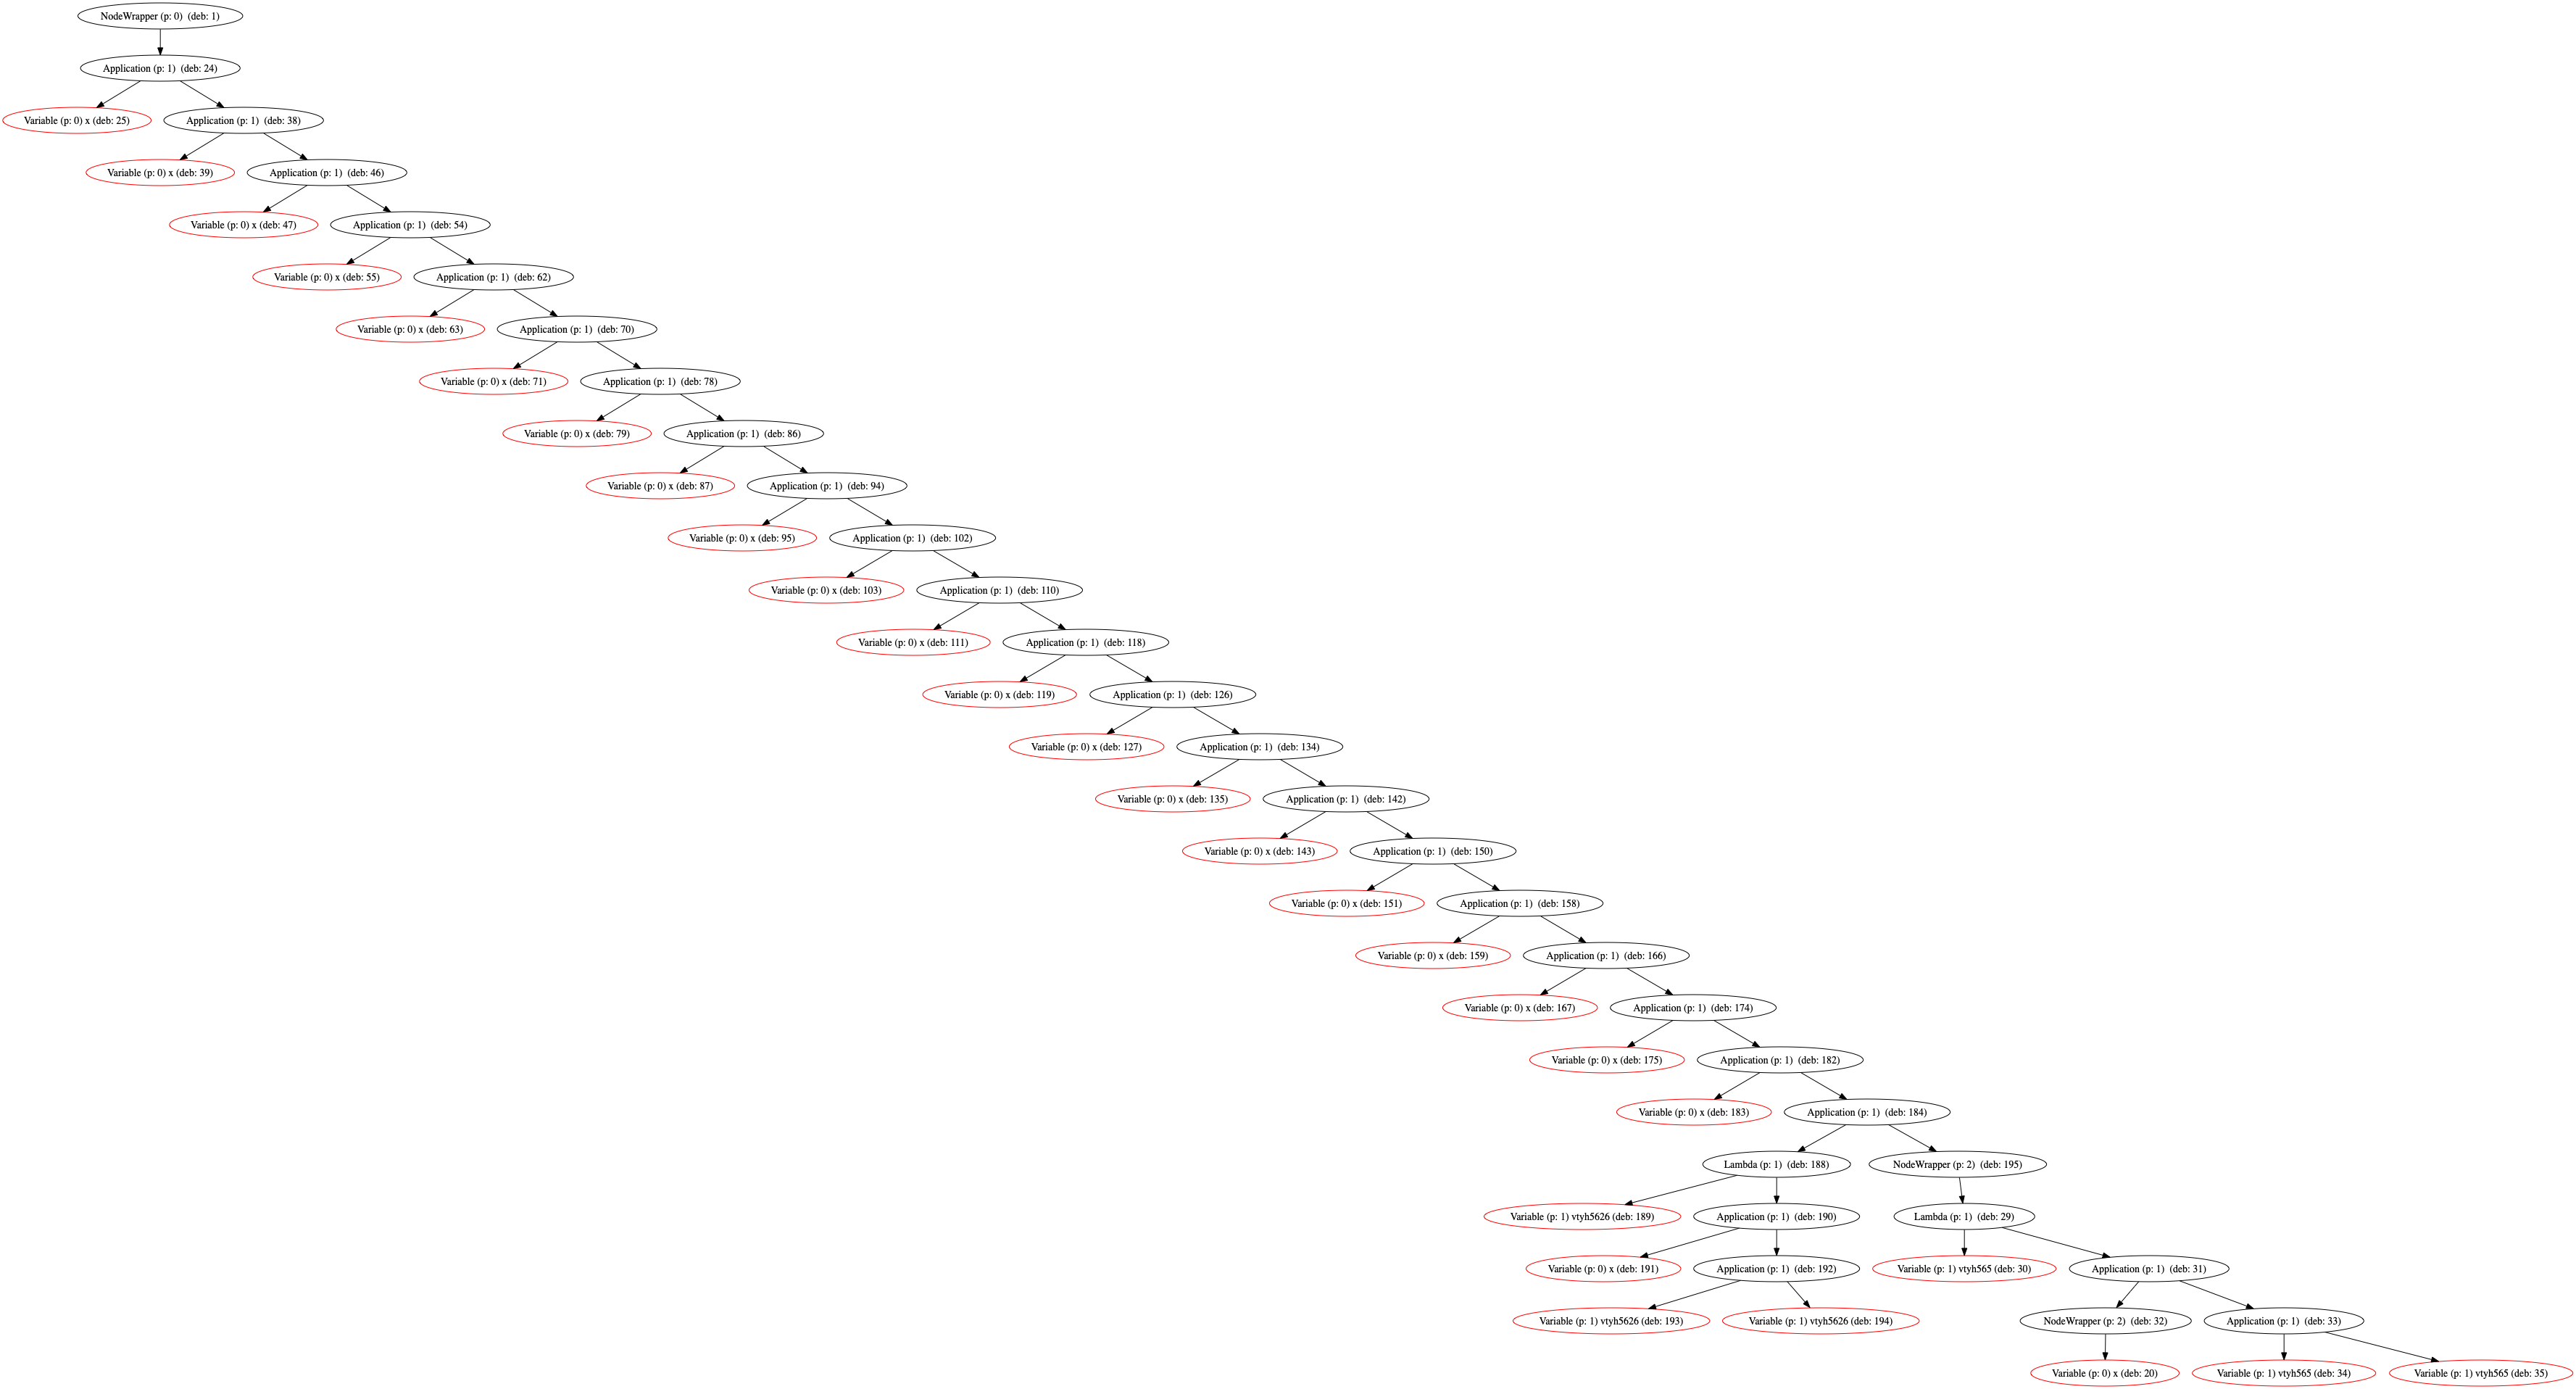 NodeWrapper (p: 0)  (deb: 1)
Application (p: 1)  (deb: 24)
Variable (p: 0) x (deb: 25)
Application (p: 1)  (deb: 38)
Variable (p: 0) x (deb: 39)
Application (p: 1)  (deb: 46)
Variable (p: 0) x (deb: 47)
Application (p: 1)  (deb: 54)
Variable (p: 0) x (deb: 55)
Application (p: 1)  (deb: 62)
Variable (p: 0) x (deb: 63)
Application (p: 1)  (deb: 70)
Variable (p: 0) x (deb: 71)
Application (p: 1)  (deb: 78)
Variable (p: 0) x (deb: 79)
Application (p: 1)  (deb: 86)
Variable (p: 0) x (deb: 87)
Application (p: 1)  (deb: 94)
Variable (p: 0) x (deb: 95)
Application (p: 1)  (deb: 102)
Variable (p: 0) x (deb: 103)
Application (p: 1)  (deb: 110)
Variable (p: 0) x (deb: 111)
Application (p: 1)  (deb: 118)
Variable (p: 0) x (deb: 119)
Application (p: 1)  (deb: 126)
Variable (p: 0) x (deb: 127)
Application (p: 1)  (deb: 134)
Variable (p: 0) x (deb: 135)
Application (p: 1)  (deb: 142)
Variable (p: 0) x (deb: 143)
Application (p: 1)  (deb: 150)
Variable (p: 0) x (deb: 151)
Application (p: 1)  (deb: 158)
Variable (p: 0) x (deb: 159)
Application (p: 1)  (deb: 166)
Variable (p: 0) x (deb: 167)
Application (p: 1)  (deb: 174)
Variable (p: 0) x (deb: 175)
Application (p: 1)  (deb: 182)
Variable (p: 0) x (deb: 183)
Application (p: 1)  (deb: 184)
Lambda (p: 1)  (deb: 188)
NodeWrapper (p: 2)  (deb: 195)
Variable (p: 1) vtyh5626 (deb: 189)
Application (p: 1)  (deb: 190)
Lambda (p: 1)  (deb: 29)
Variable (p: 0) x (deb: 191)
Application (p: 1)  (deb: 192)
Variable (p: 1) vtyh565 (deb: 30)
Application (p: 1)  (deb: 31)
Variable (p: 1) vtyh5626 (deb: 193)
Variable (p: 1) vtyh5626 (deb: 194)
NodeWrapper (p: 2)  (deb: 32)
Application (p: 1)  (deb: 33)
Variable (p: 0) x (deb: 20)
Variable (p: 1) vtyh565 (deb: 34)
Variable (p: 1) vtyh565 (deb: 35)